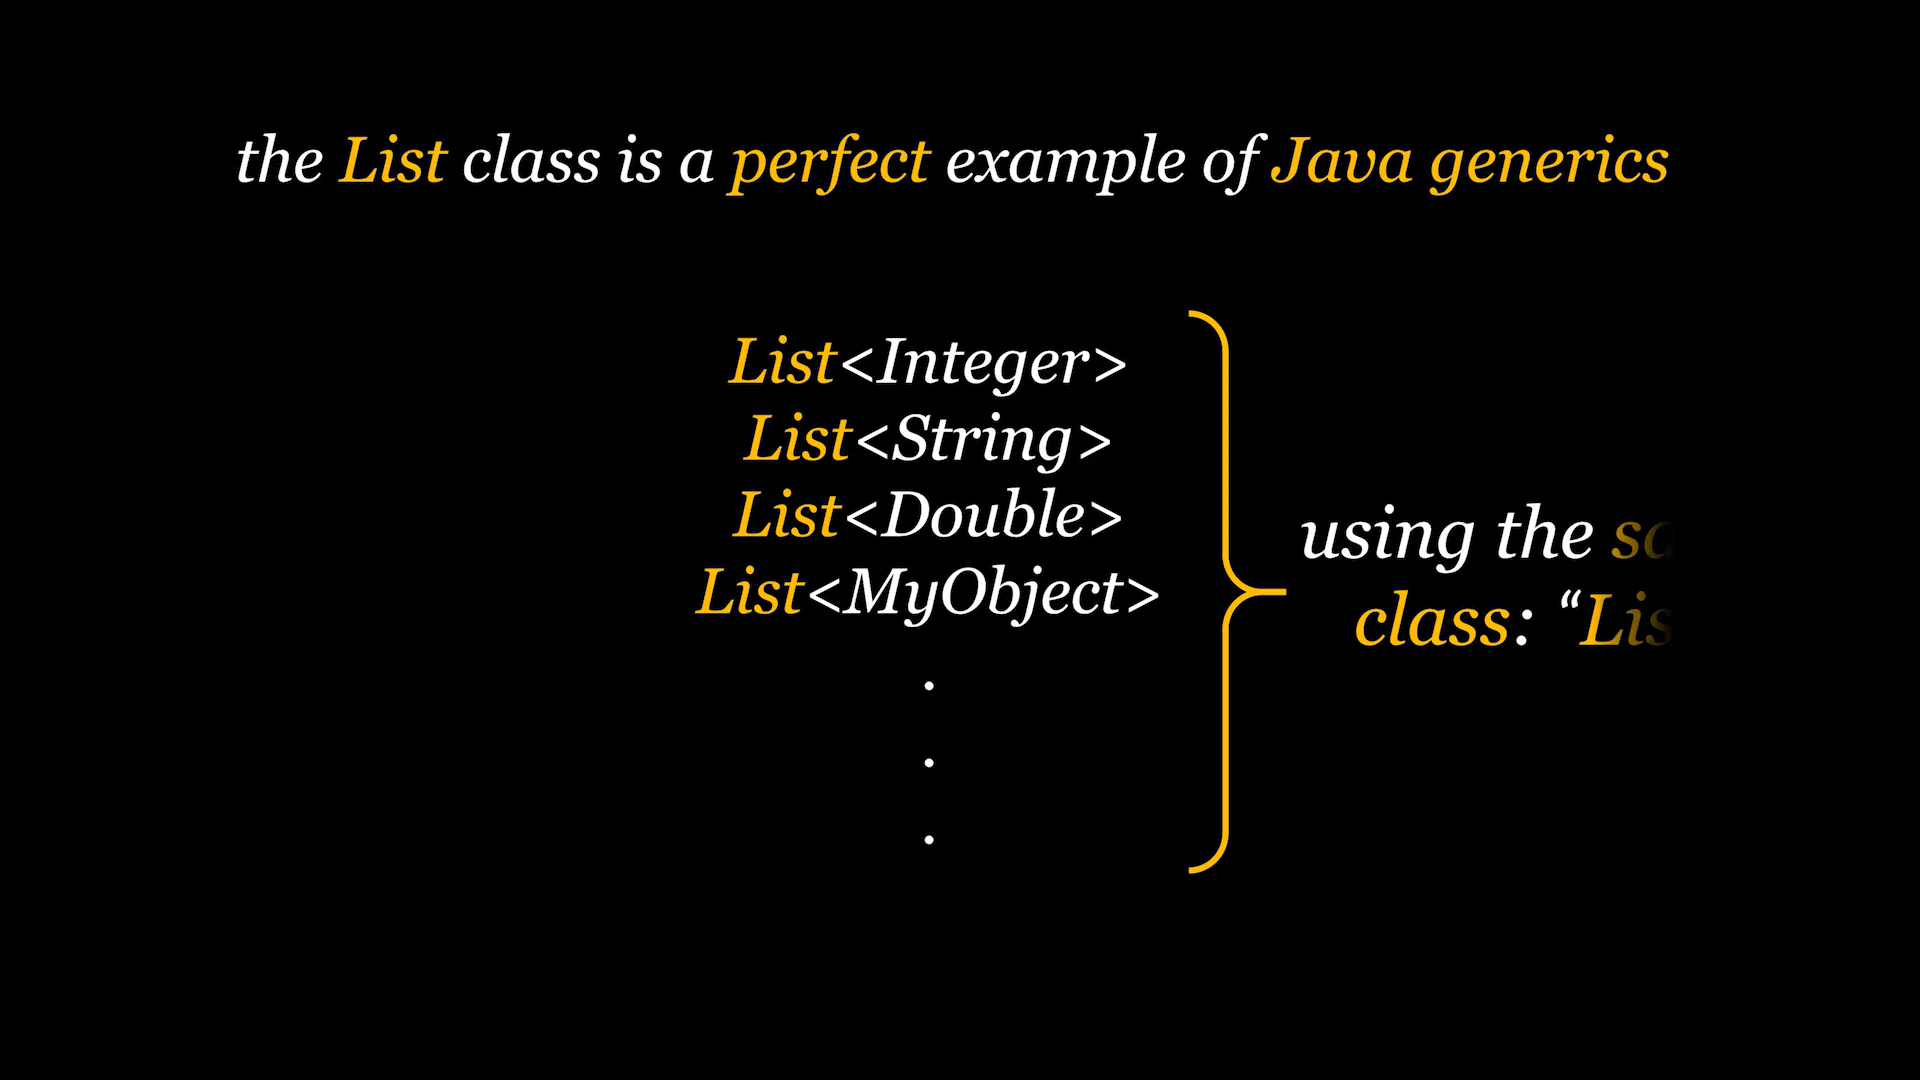 the List class is a perfect example of Java generics
List<Integer>
List<String>
List<Double>
List<MyObject>
.
.
.
using the
class: “Lis